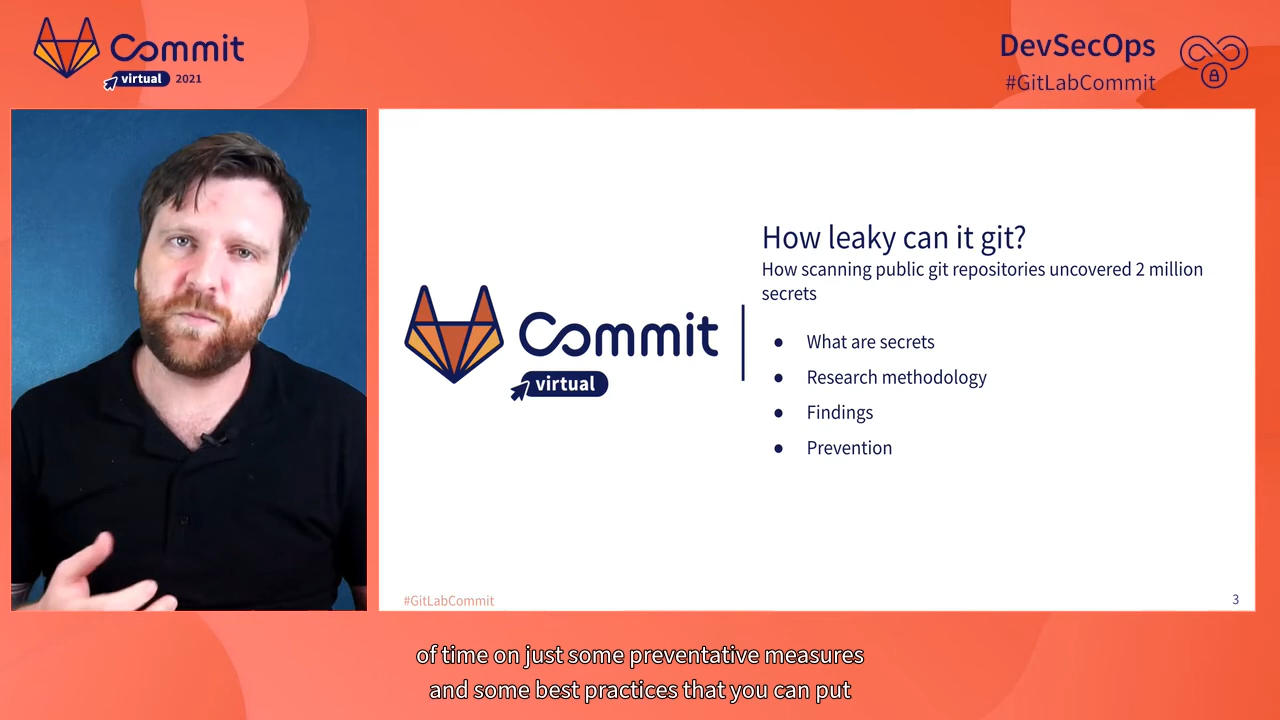 Commit
virtual 2021
DevSecOps
#GitLabCommit
How leaky can it git?
How scanning public git repositories uncovered 2 million
secrets
Commit
virtual
● What are secrets
● Research methodology
● Findings
● Prevention
#GitLabCommit
3
of time on just some preventative measures
and some best practices that you can put